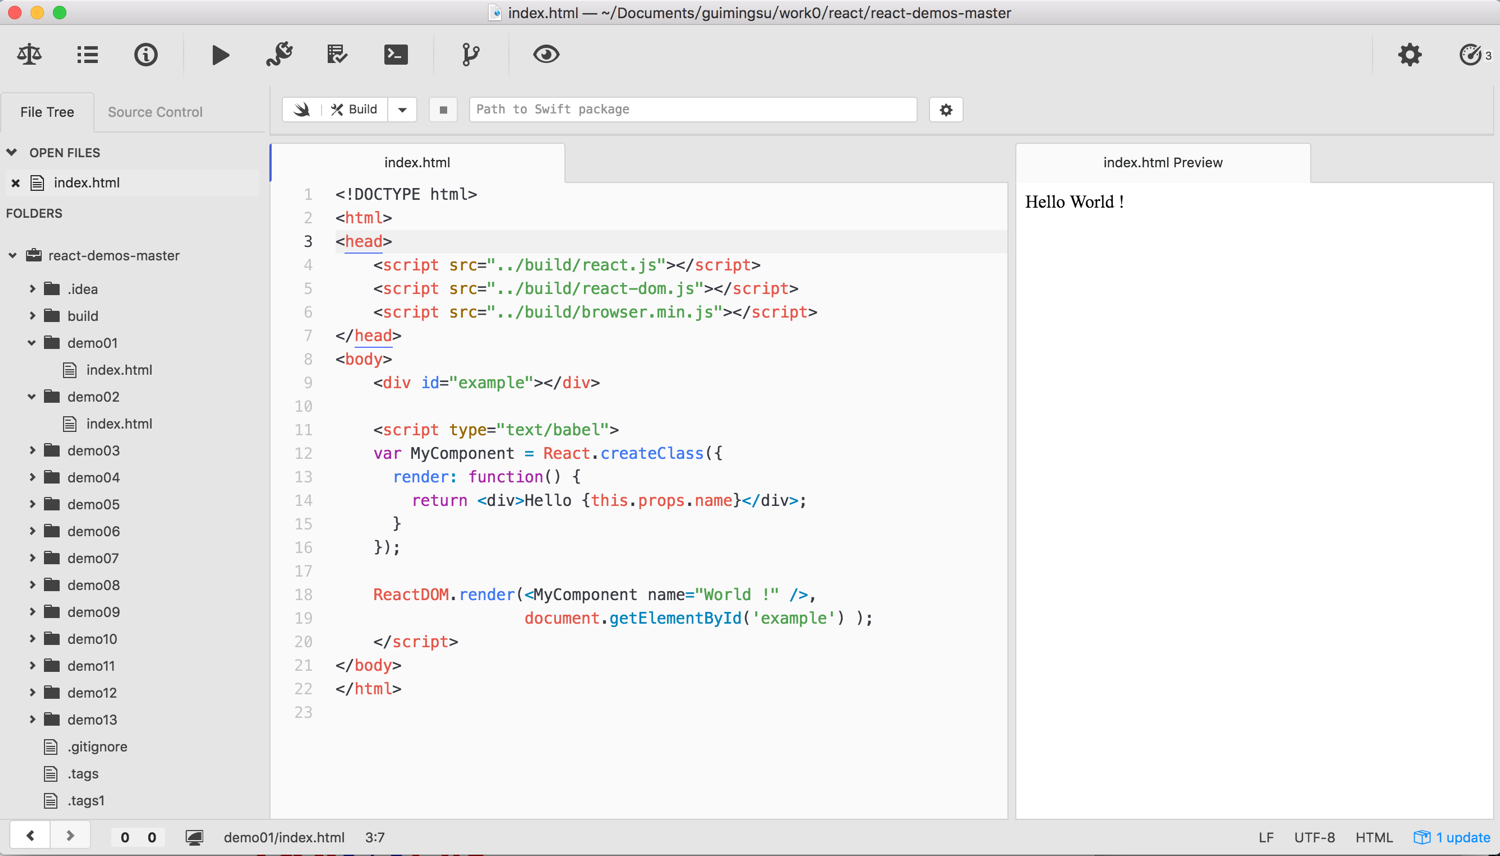 index.html — ~/Documents/guimingsu/work0/react/react-demos-master
3
File Tree
Source Control
Build
Path to Swift package
OPEN FILES
index.html
FOLDERS
react-demos-master
.idea
build
demo01
index.html
demo02
index.html
demo03
demo04
demo05
demo06
demo07
demo08
demo09
demo10
demo11
demo12
demo13
.gitignore
.tags
.tags1
index.html
1 <!DOCTYPE html>
2 <html>
3 <head>
4     <script src="../build/react.js"></script>
5     <script src="../build/react-dom.js"></script>
6     <script src="../build/browser.min.js"></script>
7 </head>
8 <body>
9     <div id="example"></div>
10
11     <script type="text/babel">
12     var MyComponent = React.createClass({
13       render: function() {
14         return <div>Hello {this.props.name}</div>;
15       }
16     });
17
18     ReactDOM.render(<MyComponent name="World !" />,
19                     document.getElementById('example') );
20     </script>
21 </body>
22 </html>
23
index.html Preview
Hello World !
0 0
demo01/index.html
3:7
LF
UTF-8
HTML
1 update